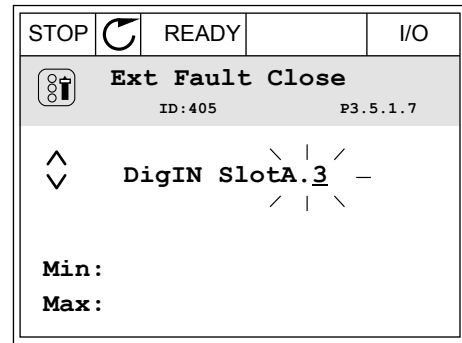 STOP READY I/O
Ext Fault Close
ID:405 P3.5.1.7
DigIN SlotA.3
Min:
Max: